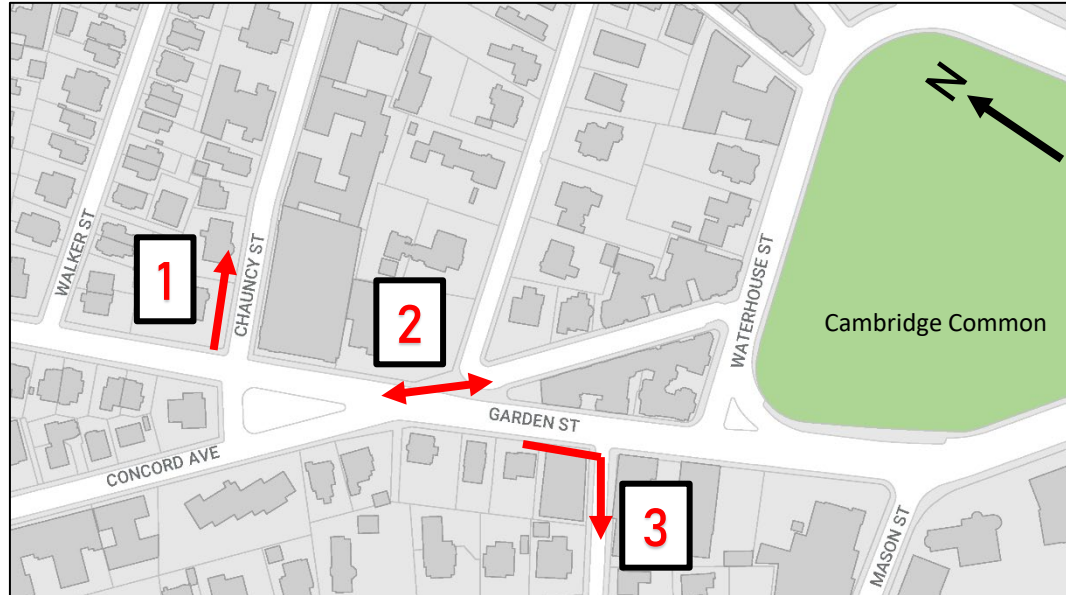 N
WALKER ST
1
CHAUNCY ST
2
WATERHOUSE ST
Cambridge Common
GARDEN ST
CONCORD AVE
3
MASON ST